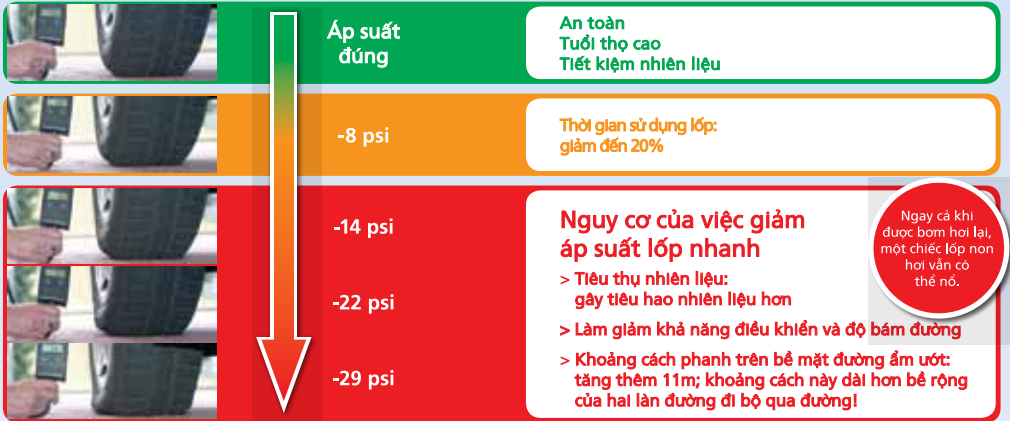 Áp suất
đúng
An toàn
Tuổi thọ cao
Tiết kiệm nhiên liệu
-8 psi
Thời gian sử dụng lốp:
giảm đến 20%
-14 psi
-22 psi
-29 psi
Nguy cơ của việc giảm
áp suất lốp nhanh
> Tiêu thụ nhiên liệu:
gây tiêu hao nhiên liệu hơn
> Làm giảm khả năng điều khiển và độ bám đường
> Khoảng cách phanh trên bề mặt đường ẩm ướt:
tăng thêm 11m; khoảng cách này dài hơn bề rộng
của hai làn đường đi bộ qua đường!
Ngay cả khi
được bơm hơi lại,
một chiếc lốp non
hơi vẫn có
thể nổ.